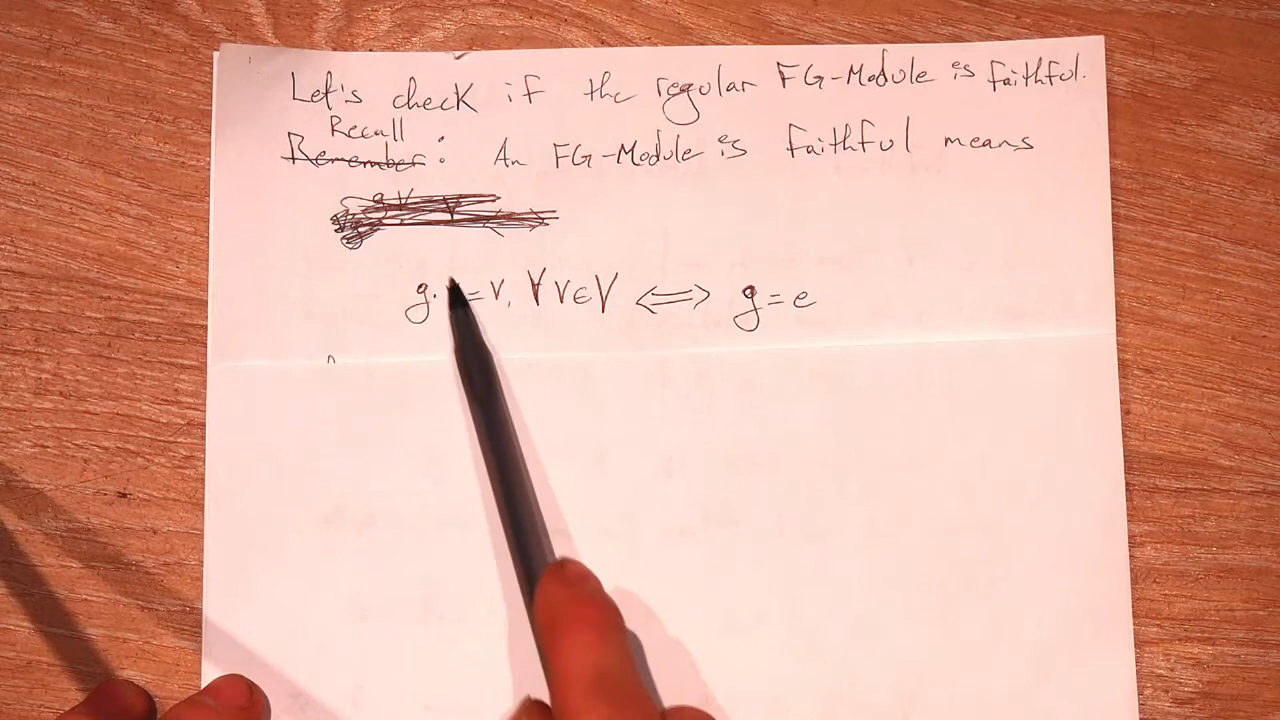 Let's check if the regular FG-Module is faithful.
Recall
Remember: An FG-Module is faithful means
g. = v, ∀ v ∈ V ⟺ g = e